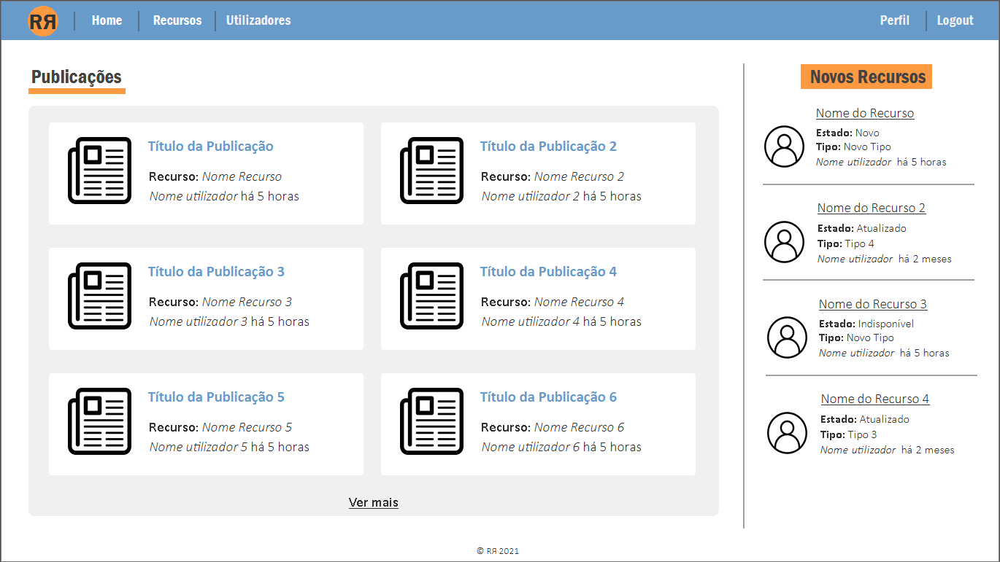 RЯ
Home
Recursos
Utilizadores
Perfil
Logout
Publicações
Título da Publicação
Recurso: Nome Recurso
Nome utilizador há 5 horas
Título da Publicação 2
Recurso: Nome Recurso 2
Nome utilizador 2 há 5 horas
Título da Publicação 3
Recurso: Nome Recurso 3
Nome utilizador 3 há 5 horas
Título da Publicação 4
Recurso: Nome Recurso 4
Nome utilizador 4 há 5 horas
Título da Publicação 5
Recurso: Nome Recurso 5
Nome utilizador 5 há 5 horas
Título da Publicação 6
Recurso: Nome Recurso 6
Nome utilizador 6 há 5 horas
Ver mais
Novos Recursos
Nome do Recurso
Estado: Novo
Tipo: Novo Tipo
Nome utilizador há 5 horas
Nome do Recurso 2
Estado: Atualizado
Tipo: Tipo 4
Nome utilizador há 2 meses
Nome do Recurso 3
Estado: Indisponível
Tipo: Novo Tipo
Nome utilizador há 5 horas
Nome do Recurso 4
Estado: Atualizado
Tipo: Tipo 3
Nome utilizador há 2 meses
© RЯ 2021